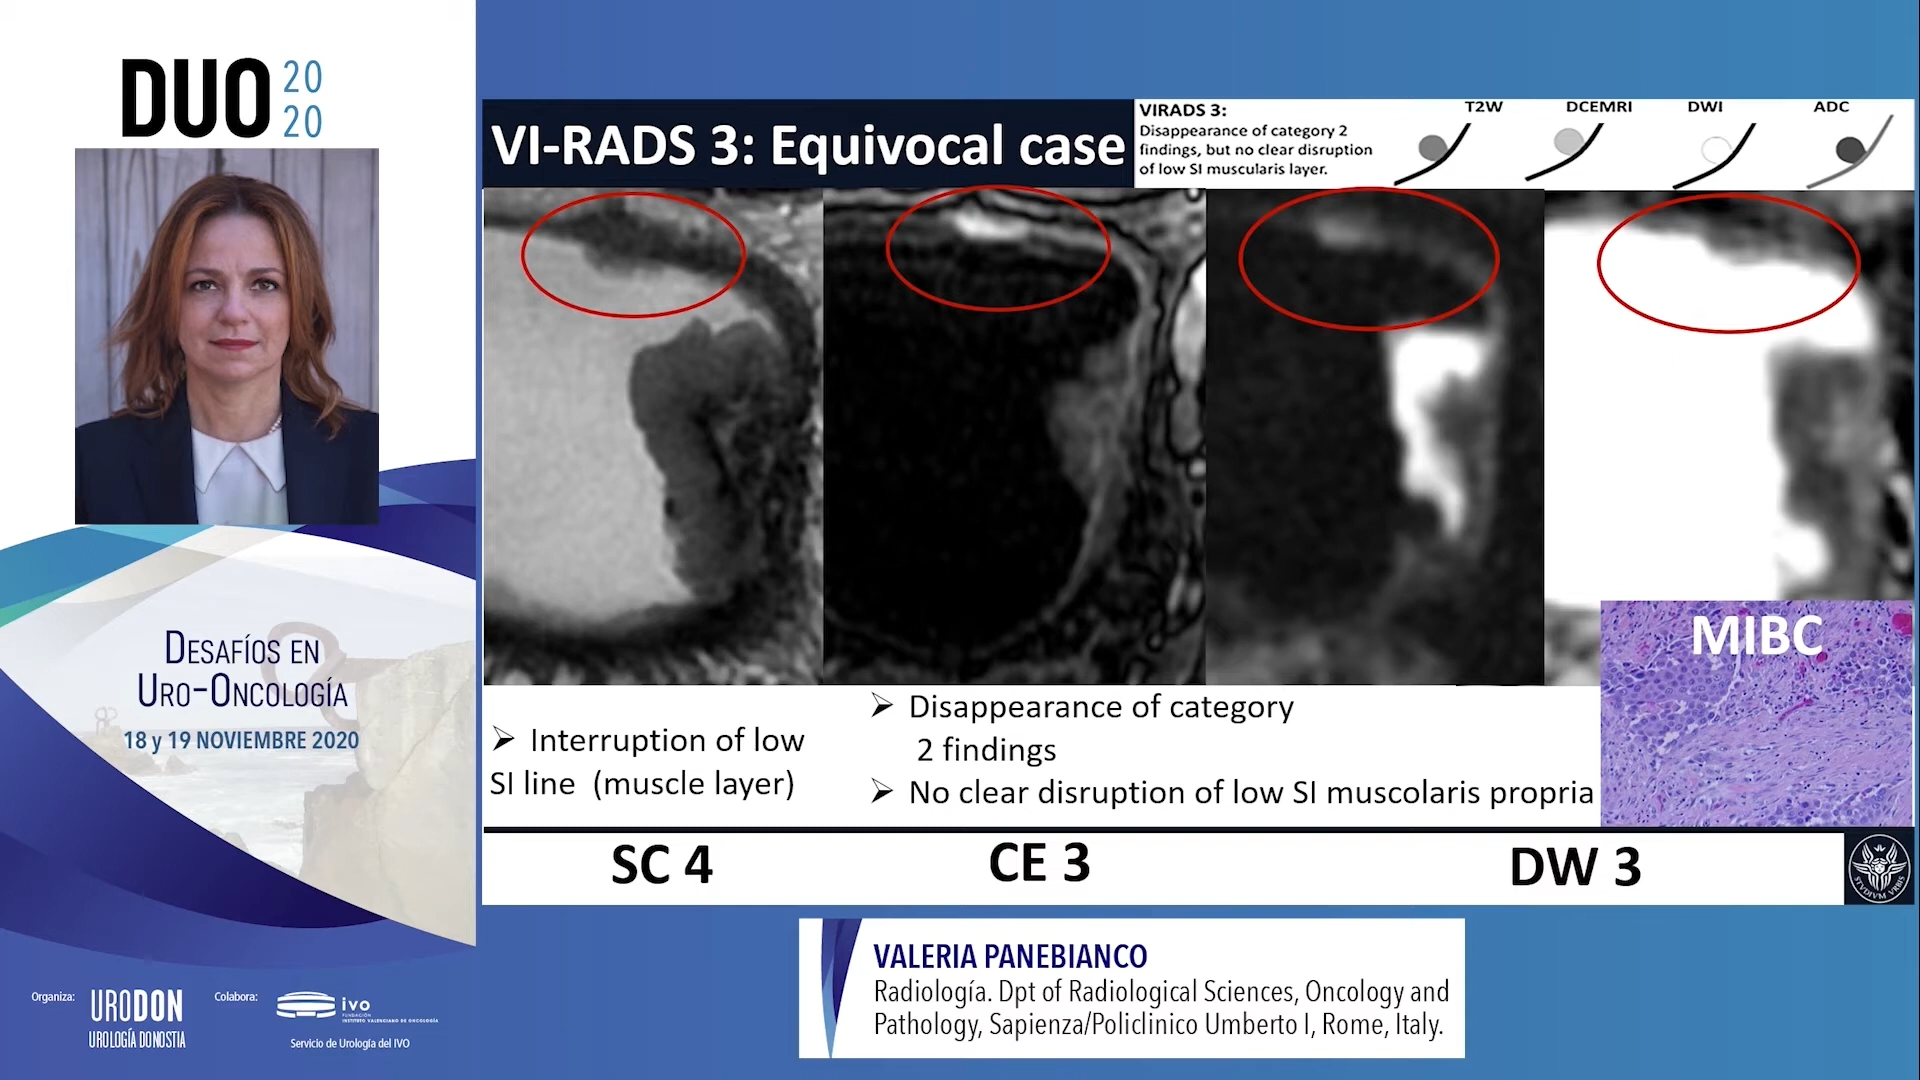 DUO 20
20
DESAFÍOS EN
URO-ONCOLOGÍA
18 y 19 NOVIEMBRE 2020
Organiza:
URODON
UROLOGÍA DONOSTIA
Colabora:
ivo
FUNDACIÓN
INSTITUTO VALENCIANO DE ONCOLOGÍA
Servicio de Urología del IVO
VI-RADS 3: Equivocal case
VIRADS 3:
Disappearance of category 2
findings, but no clear disruption
of low SI muscularis layer.
T2W
DCEMRI
DWI
ADC
MIBC
➢ Interruption of low
SI line (muscle layer)
➢ Disappearance of category
2 findings
➢ No clear disruption of low SI muscolaris propria
SC 4
CE 3
DW 3
STVDIVM VRBIS
VALERIA PANEBIANCO
Radiología. Dpt of Radiological Sciences, Oncology and
Pathology, Sapienza/Policlinico Umberto I, Rome, Italy.